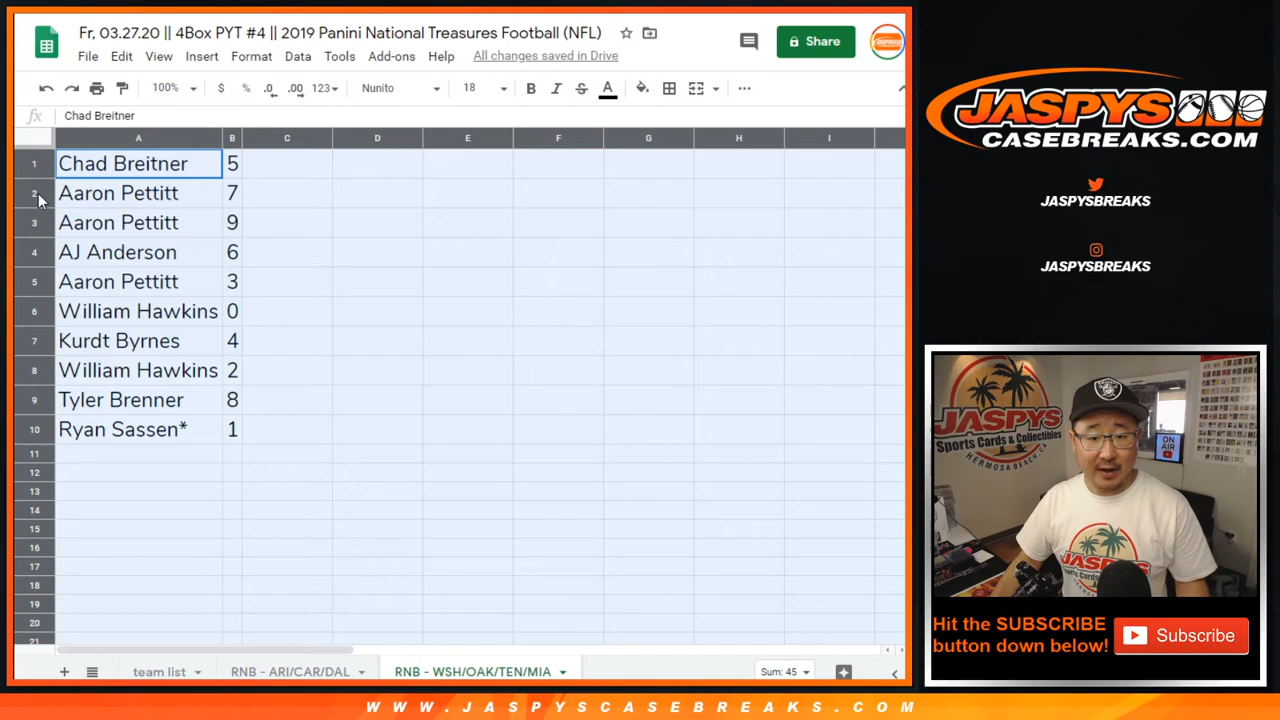 Fr, 03.27.20 || 4Box PYT #4 || 2019 Panini National Treasures Football (NFL)
File Edit View Insert Format Data Tools Add-ons Help All changes saved in Drive
Share
100% $ % .0 .00 123 Nunito 18 B I S A
fx Chad Breitner
A B C D E F G H I
1 Chad Breitner 5
2 Aaron Pettitt 7
3 Aaron Pettitt 9
4 AJ Anderson 6
5 Aaron Pettitt 3
6 William Hawkins 0
7 Kurdt Byrnes 4
8 William Hawkins 2
9 Tyler Brenner 8
10 Ryan Sassen* 1
11
12
13
14
15
16
17
18
19
20
21
team list RNB - ARI/CAR/DAL RNB - WSH/OAK/TEN/MIA Sum: 45
JASPYS
CASEBREAKS.COM
JASPYSBREAKS
JASPYSBREAKS
JASPYS
Sports Cards & Collectibles
HERMOSA BEACH, CA
ON AIR
JASPYS
Hit the SUBSCRIBE
button down below!
Subscribe
WWW.JASPYSCASEBREAKS.COM